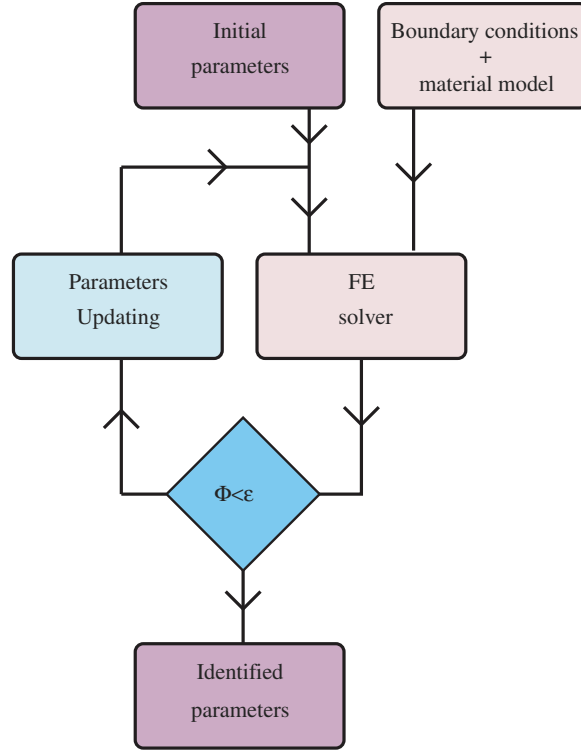 Initial
parameters
Boundary conditions
+
material model
Parameters
Updating
FE
solver
Φ<ε
Identified
parameters